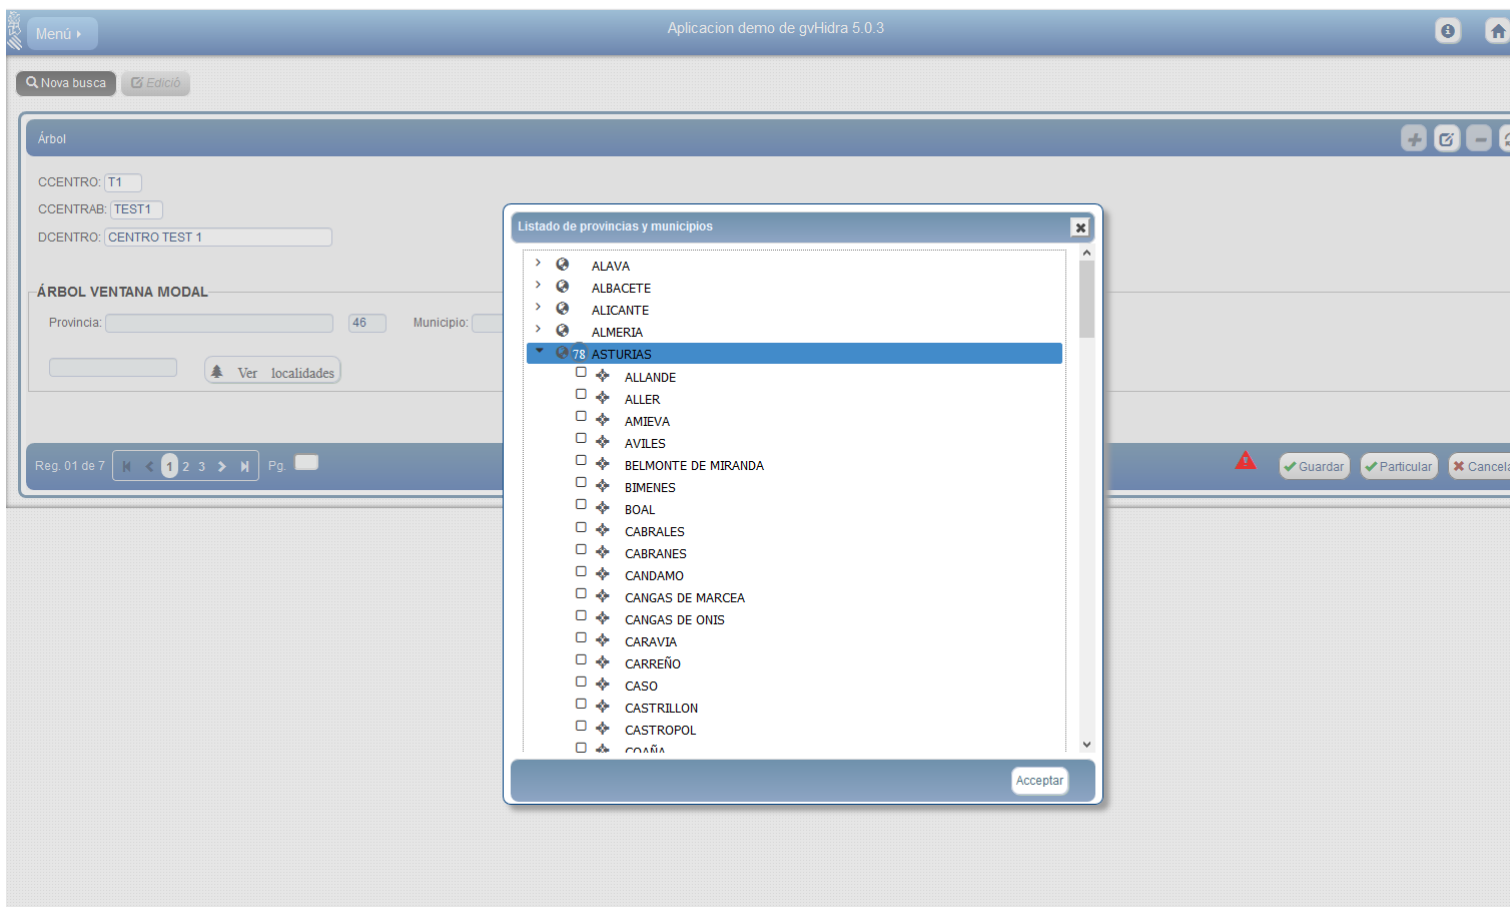 Menú
Aplicacion demo de gvHidra 5.0.3
Nova busca
Edició
Árbol
CCENTRO: T1
CCENTRAB: TEST1
DCENTRO: CENTRO TEST 1
ÁRBOL VENTANA MODAL
Provincia: 46 Municipio:
Ver localidades
Reg. 01 de 7 1 2 3 Pg.
Guardar
Particular
Cancela
Listado de provincias y municipios
ALAVA
ALBACETE
ALICANTE
ALMERIA
78 ASTURIAS
ALLANDE
ALLER
AMIEVA
AVILES
BELMONTE DE MIRANDA
BIMENES
BOAL
CABRALES
CABRANES
CANDAMO
CANGAS DE MARCEA
CANGAS DE ONIS
CARAVIA
CARREÑO
CASO
CASTRILLON
CASTROPOL
COAÑA
Acceptar